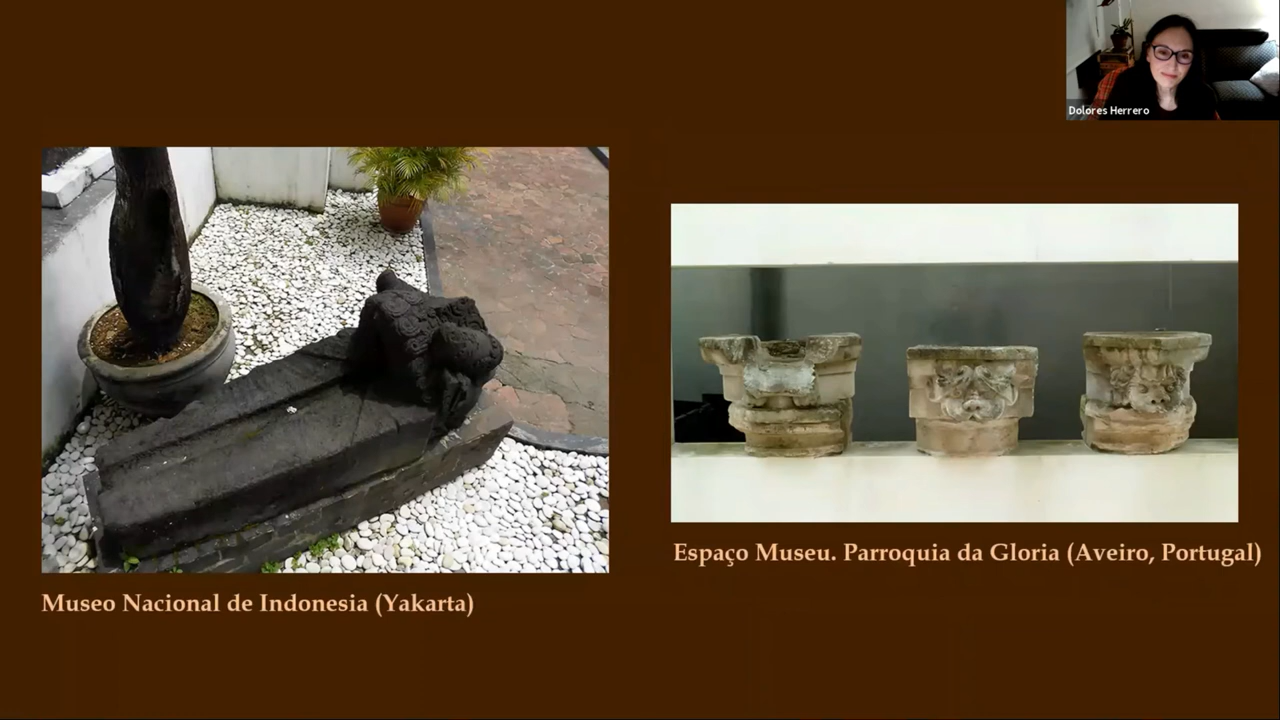 Dolores Herrero
Espaço Museu. Parroquia da Gloria (Aveiro, Portugal)
Museo Nacional de Indonesia (Yakarta)